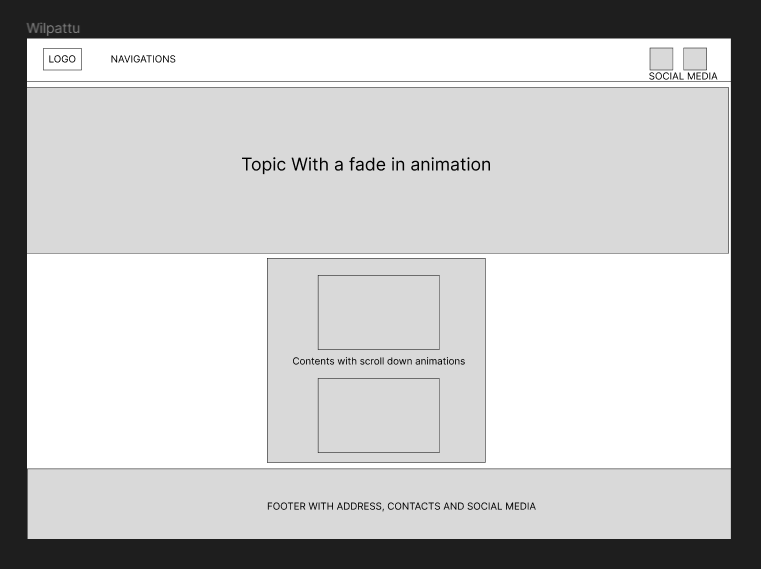 Wilpattu
LOGO
NAVIGATIONS
SOCIAL MEDIA
Topic With a fade in animation
Contents with scroll down animations
FOOTER WITH ADDRESS, CONTACTS AND SOCIAL MEDIA